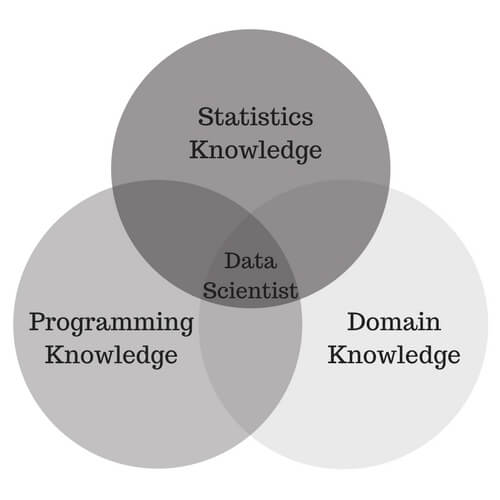 Statistics
Knowledge
Data
Scientist
Programming
Knowledge
Domain
Knowledge